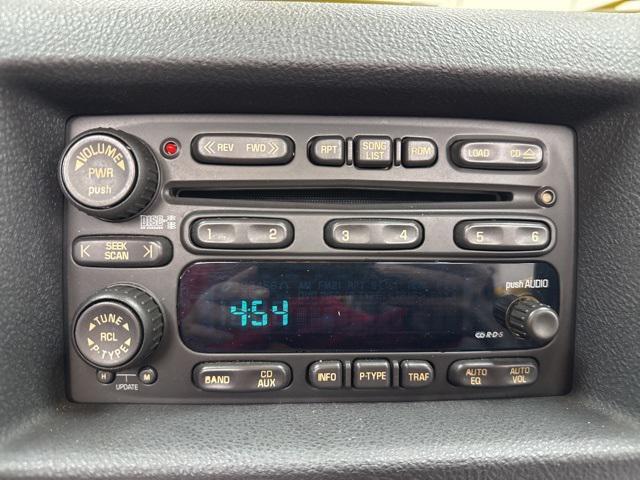 VOLUME
PWR
push
REV FWD
RPT
SONG LIST
RDM
LOAD CD
DISC
1 2
3 4
5 6
SEEK
SCAN
push AUDIO
4:54
TUNE
RCL
P-TYPE
R·D·S
H UPDATE M
BAND
CD AUX
INFO
P-TYPE
TRAF
AUTO EQ
AUTO VOL